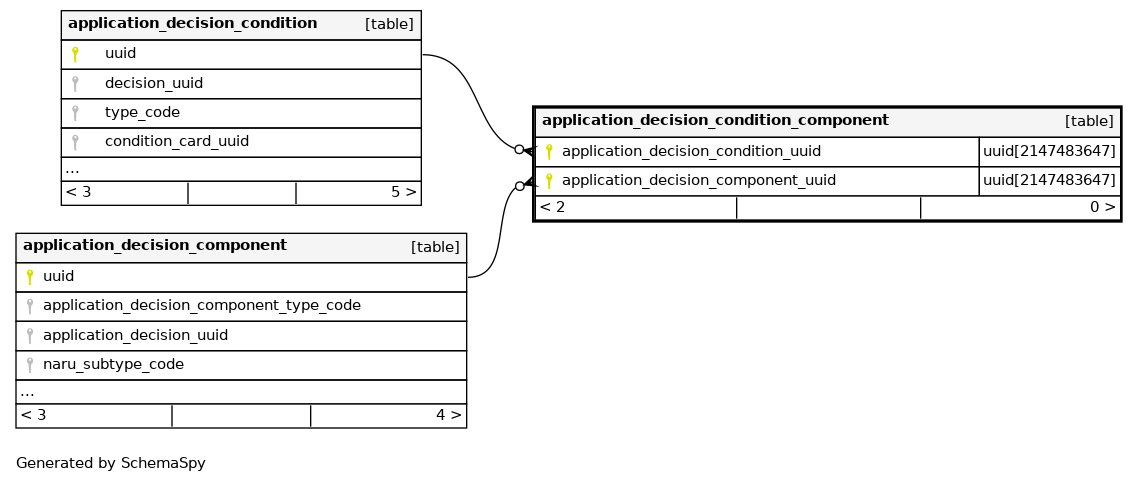 application_decision_condition [table]
uuid
decision_uuid
type_code
condition_card_uuid
...
< 3 5 >
application_decision_condition_component [table]
application_decision_condition_uuid uuid[2147483647]
application_decision_component_uuid uuid[2147483647]
< 2 0 >
application_decision_component [table]
uuid
application_decision_component_type_code
application_decision_uuid
naru_subtype_code
...
< 3 4 >
Generated by SchemaSpy